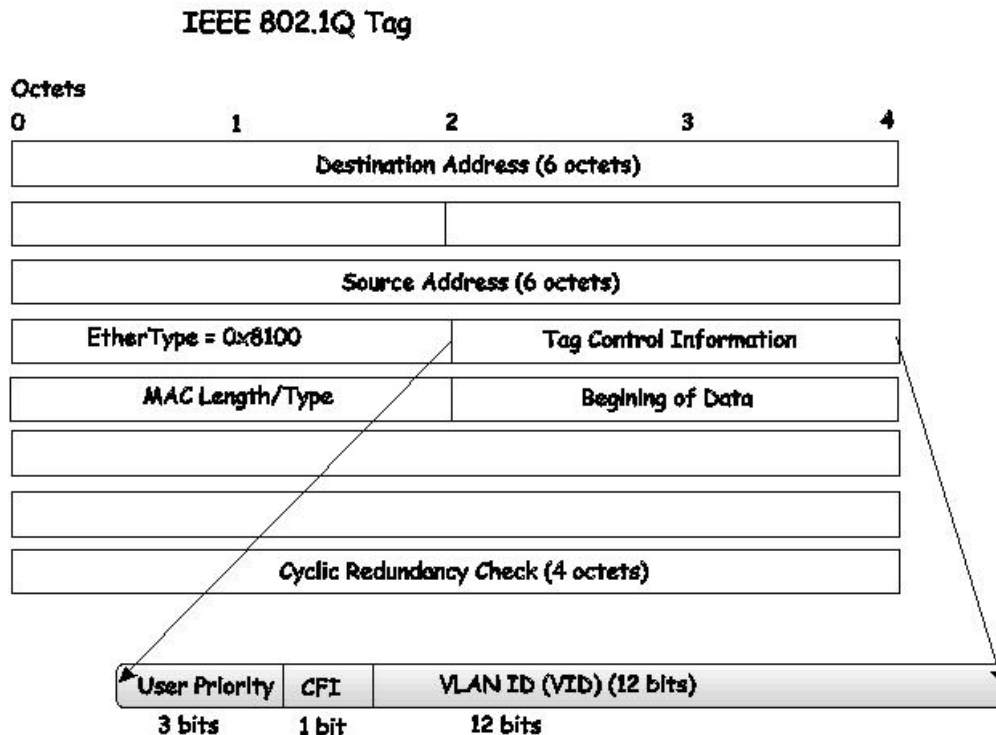 IEEE 802.1Q Tag
Octets
0 1 2 3 4
Destination Address (6 octets)
Source Address (6 octets)
EtherType = 0x8100 Tag Control Information
MAC Length/Type Begining of Data
Cyclic Redundancy Check (4 octets)
User Priority CFI VLAN ID (VID) (12 bits)
3 bits 1 bit 12 bits